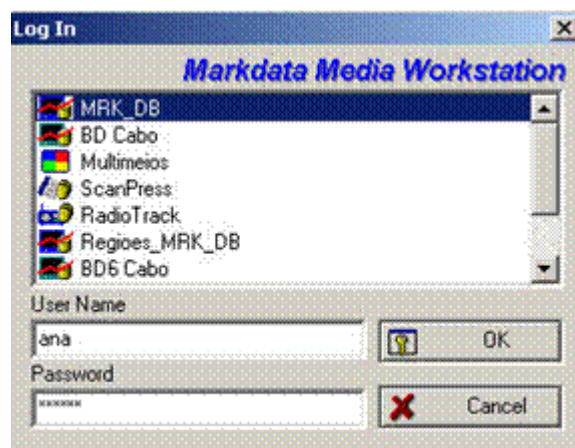 Log In
Markdata Media Workstation
MRK_DB
BD Cabo
Multimeios
ScanPress
RadioTrack
Regioes_MRK_DB
BD6 Cabo
User Name
ana
OK
Password
******
Cancel